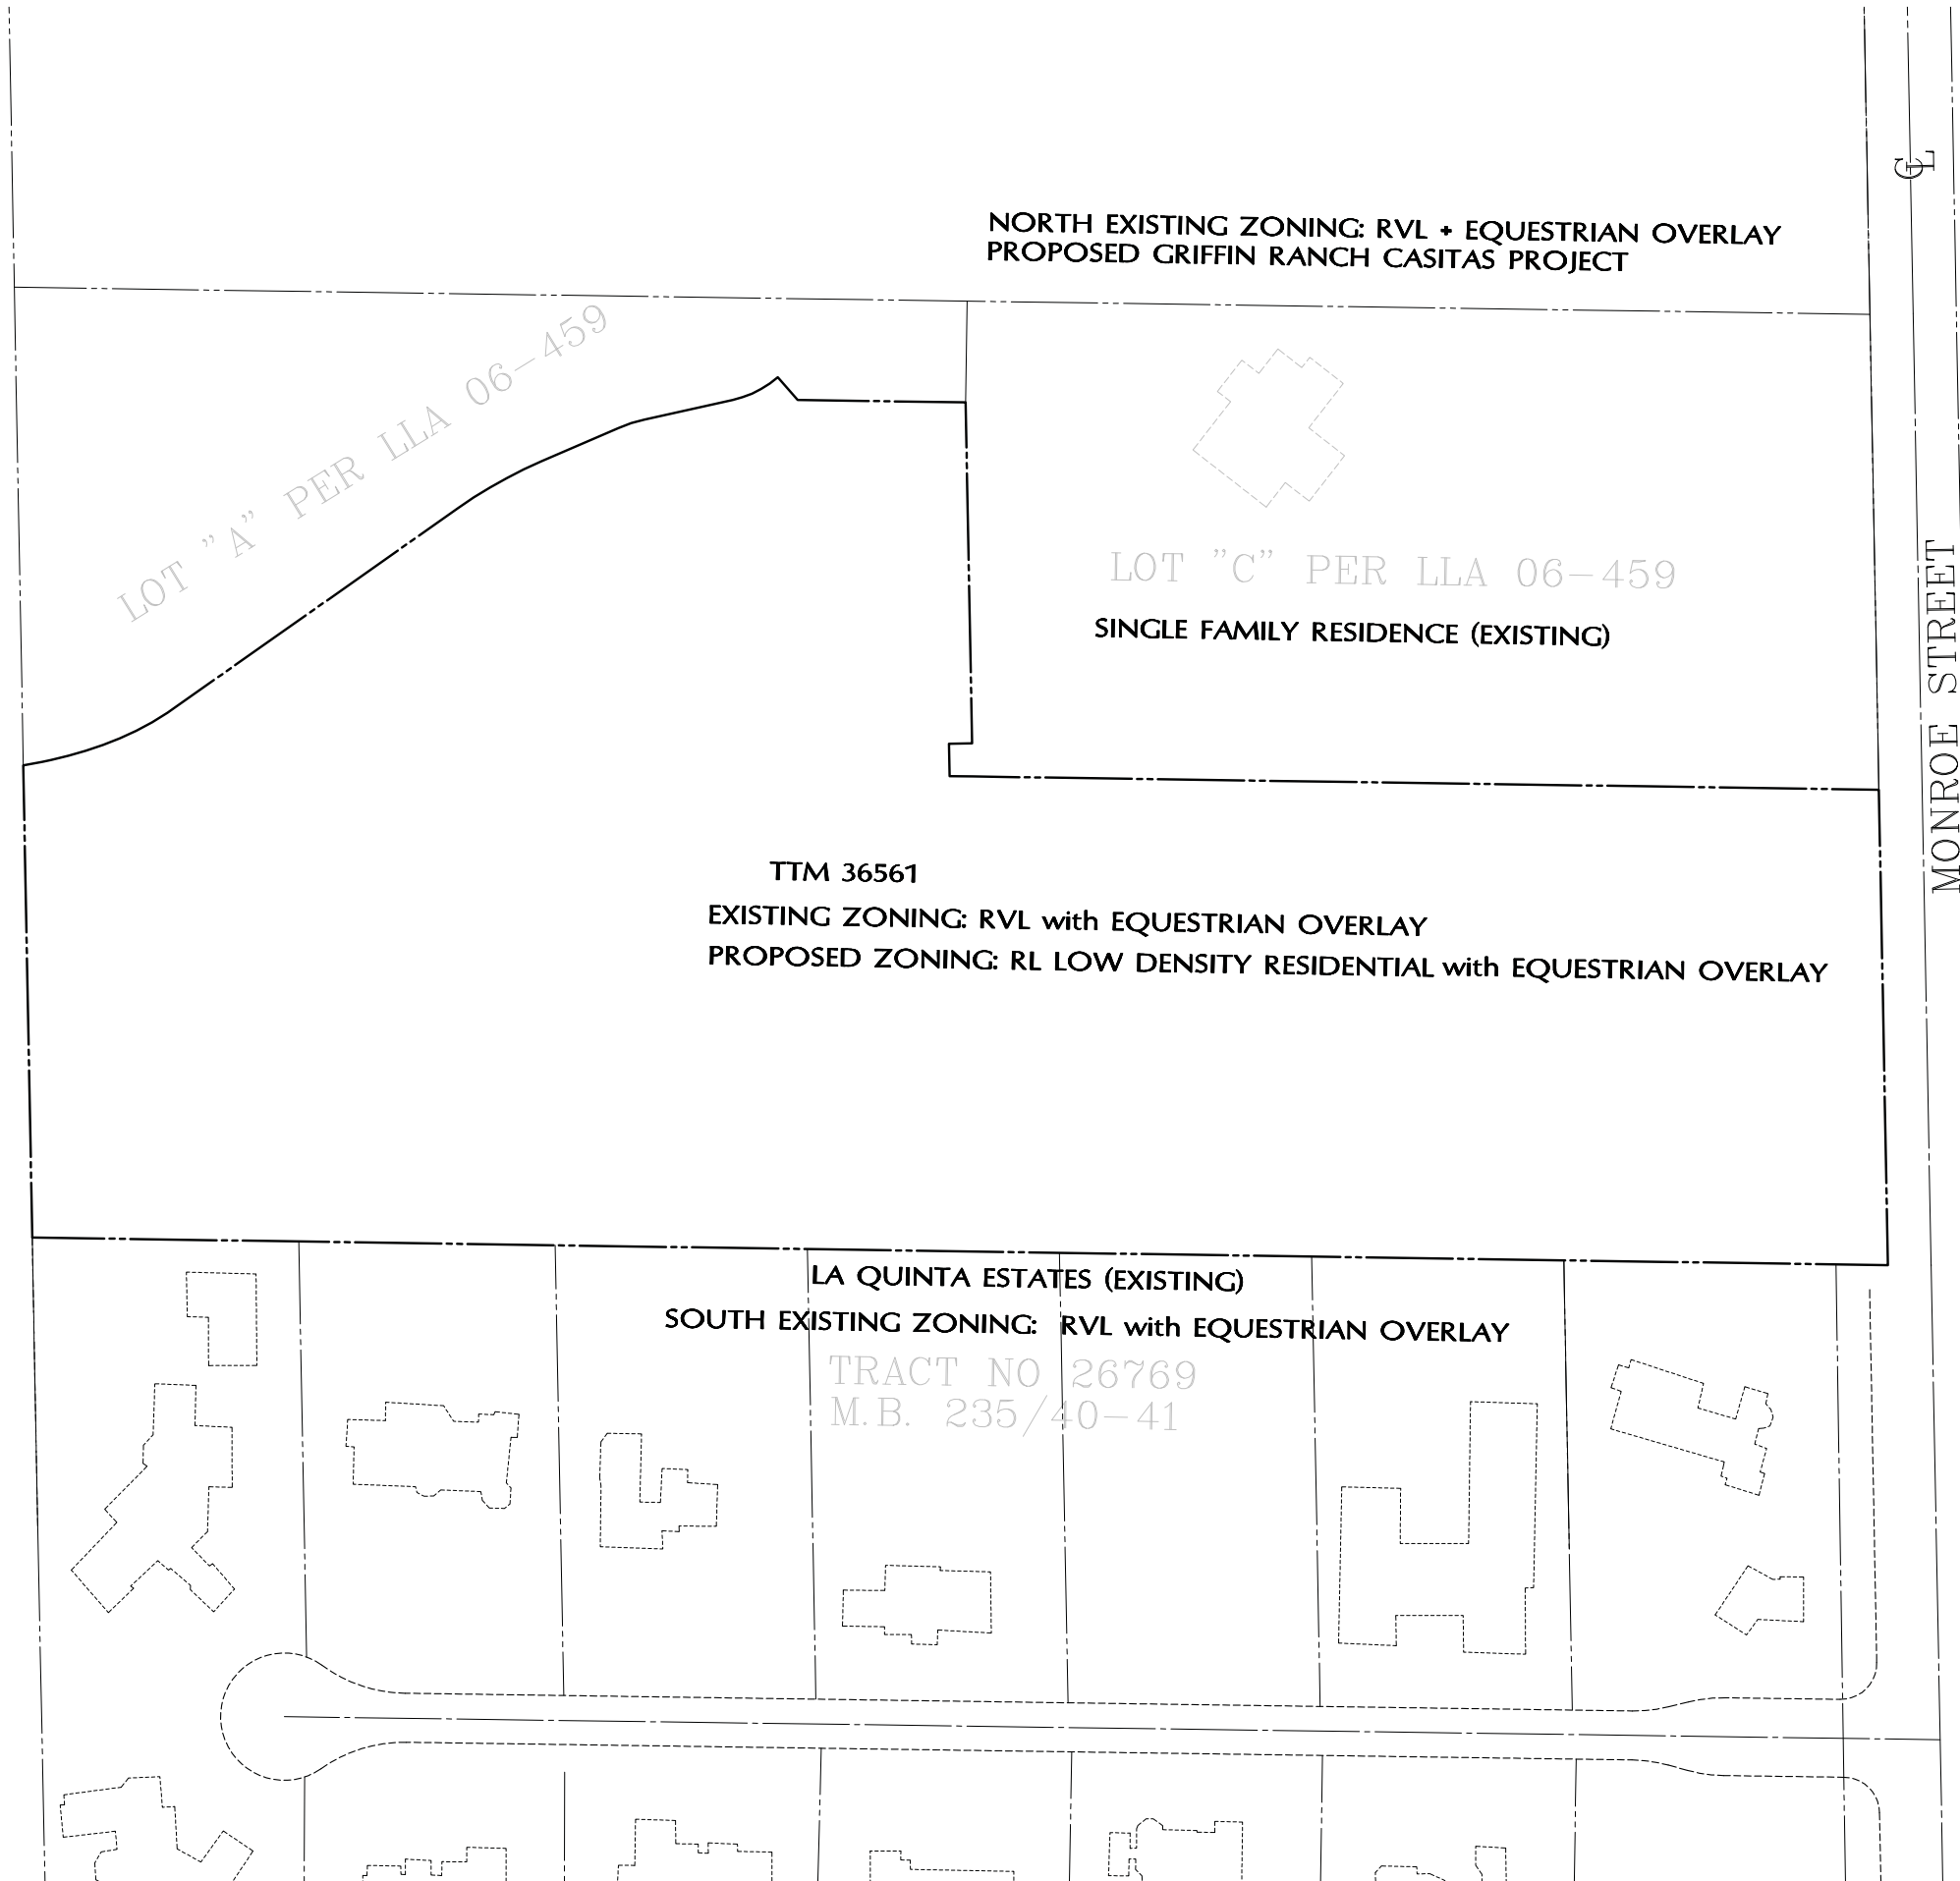 ℄
NORTH EXISTING ZONING: RVL + EQUESTRIAN OVERLAY
PROPOSED GRIFFIN RANCH CASITAS PROJECT
LOT "A" PER LLA 06-459
LOT "C" PER LLA 06-459
SINGLE FAMILY RESIDENCE (EXISTING)
MONROE STREET
TTM 36561
EXISTING ZONING: RVL with EQUESTRIAN OVERLAY
PROPOSED ZONING: RL LOW DENSITY RESIDENTIAL with EQUESTRIAN OVERLAY
LA QUINTA ESTATES (EXISTING)
SOUTH EXISTING ZONING: RVL with EQUESTRIAN OVERLAY
TRACT NO 26769
M.B. 235/40-41